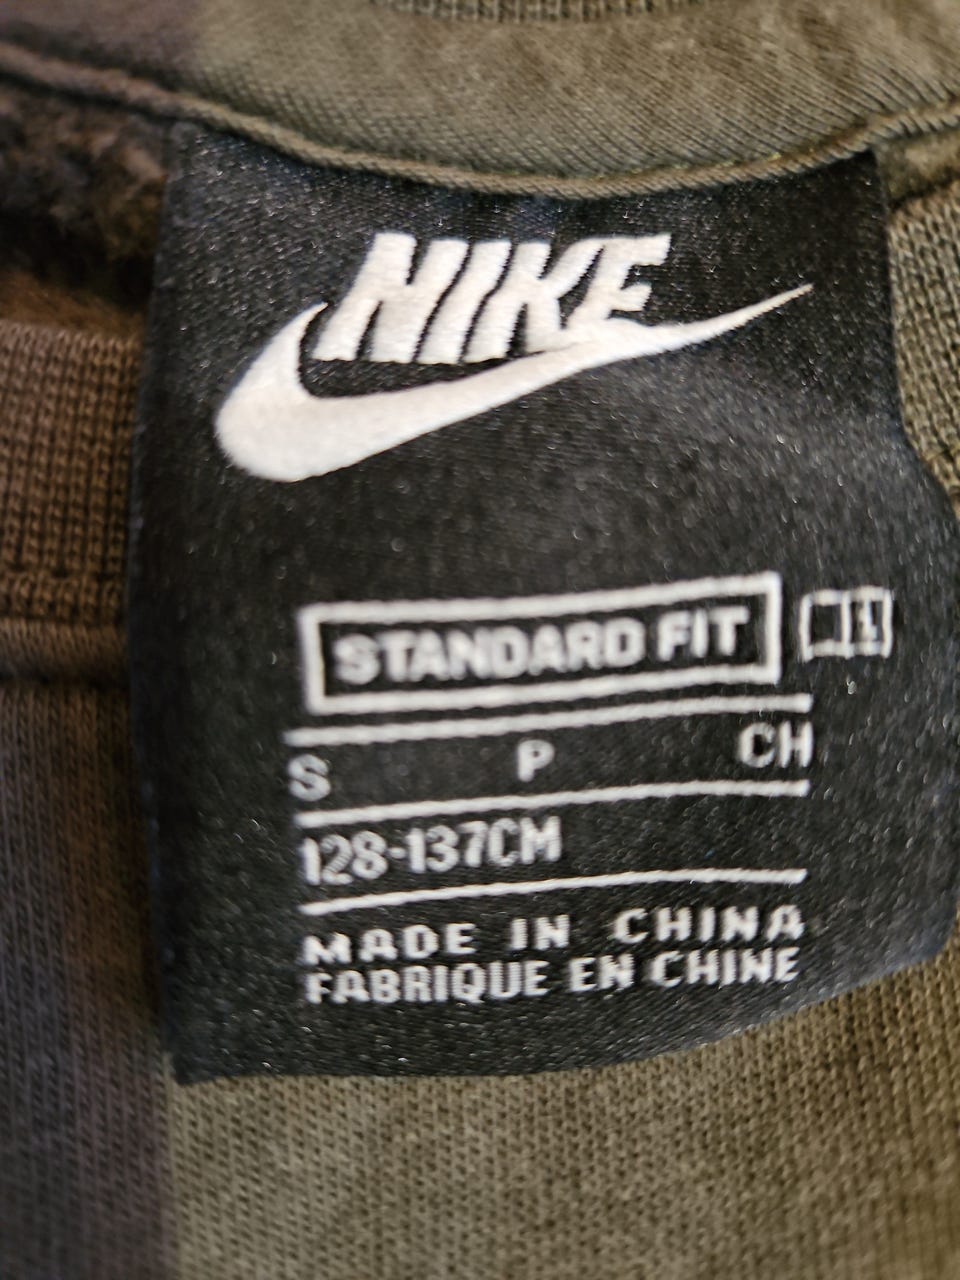 NIKE
STANDARD FIT
S P CH
128-137CM
MADE IN CHINA
FABRIQUE EN CHINE